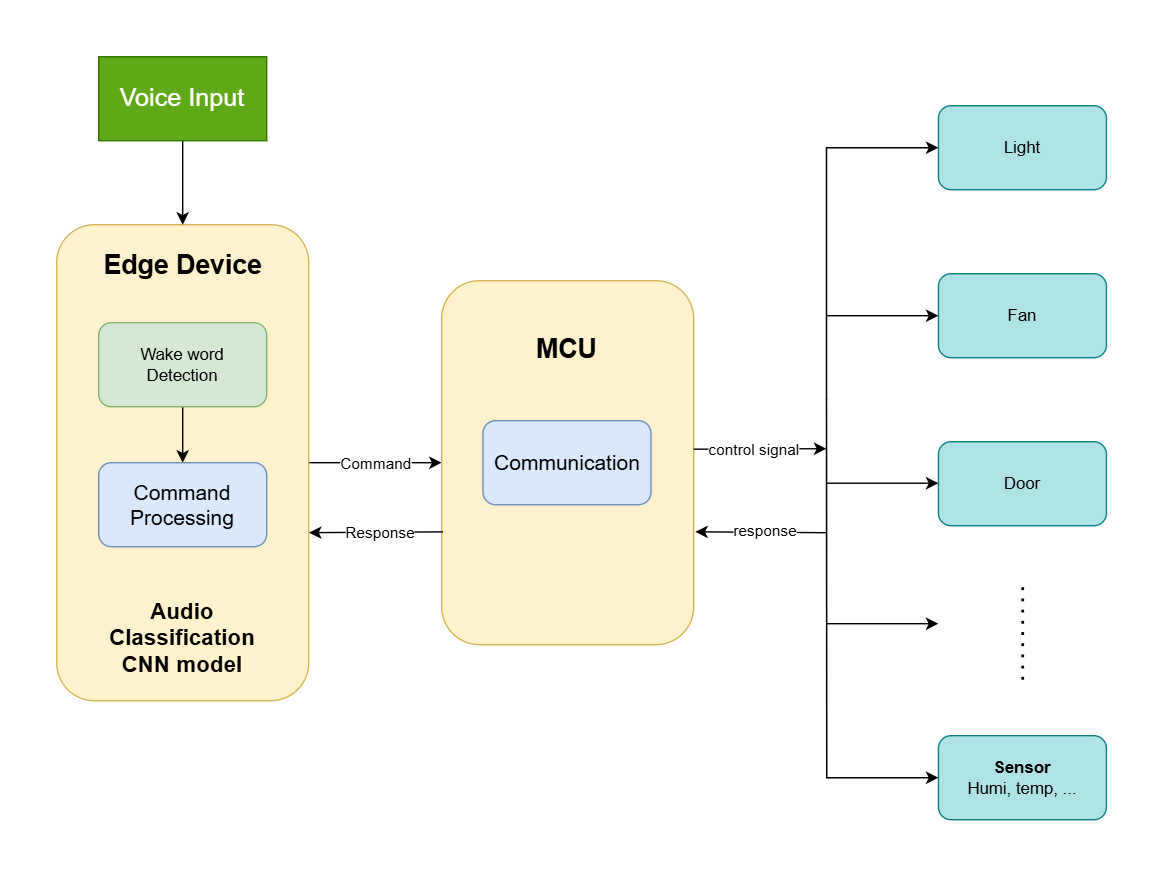 Voice Input
Edge Device
Wake word
Detection
Command
Processing
Audio
Classification
CNN model
Command
Response
MCU
Communication
control signal
response
Light
Fan
Door
Sensor
Humi, temp, ...